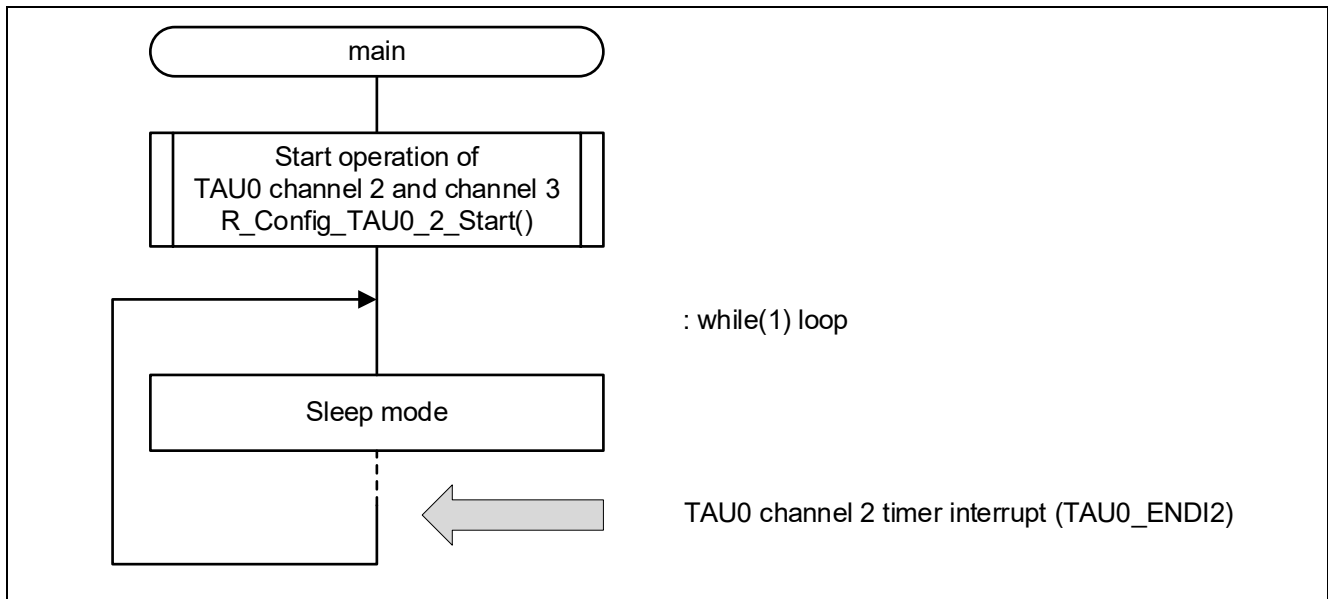 main
Start operation of
TAU0 channel 2 and channel 3
R_Config_TAU0_2_Start()
: while(1) loop
Sleep mode
TAU0 channel 2 timer interrupt (TAU0_ENDI2)